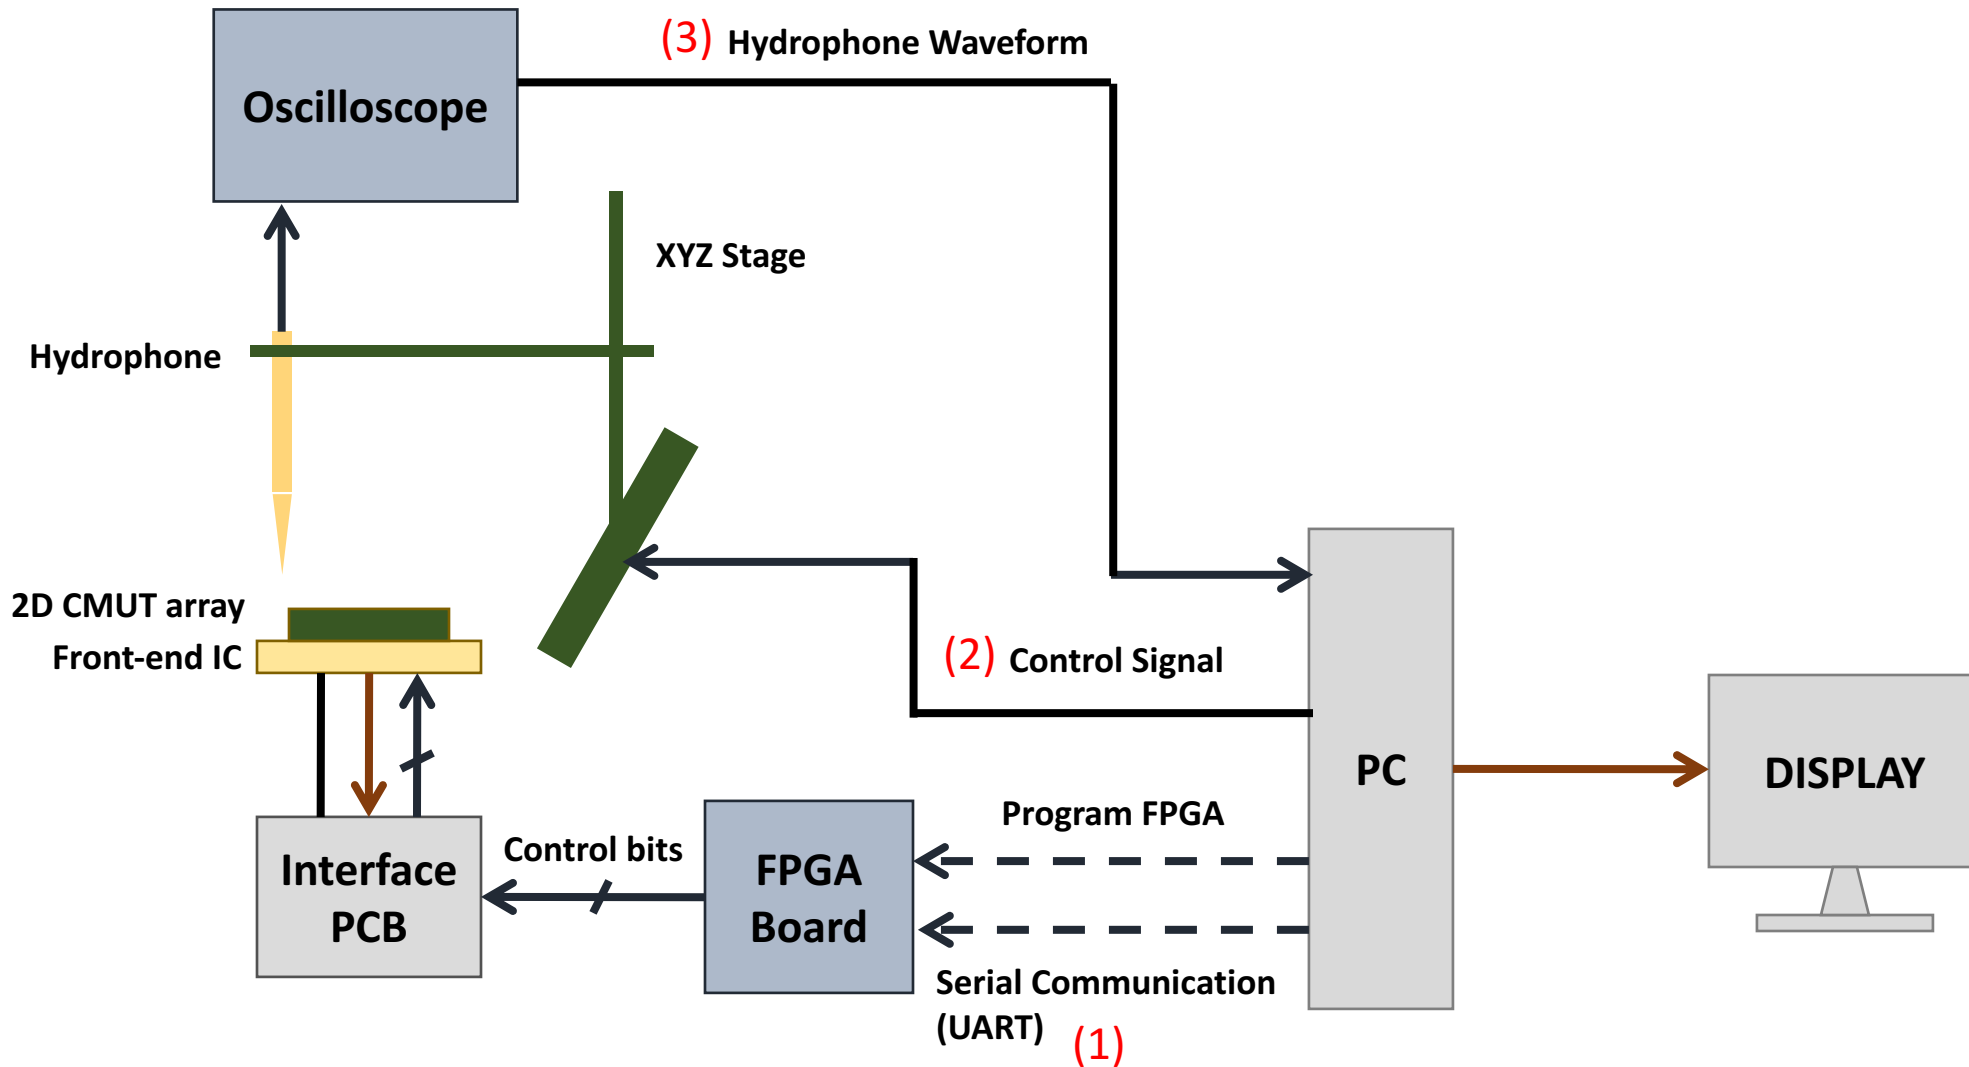 (3) Hydrophone Waveform
Oscilloscope
XYZ Stage
Hydrophone
2D CMUT array
Front-end IC
(2) Control Signal
PC
DISPLAY
Program FPGA
Control bits
Interface
PCB
FPGA
Board
Serial Communication
(UART) (1)